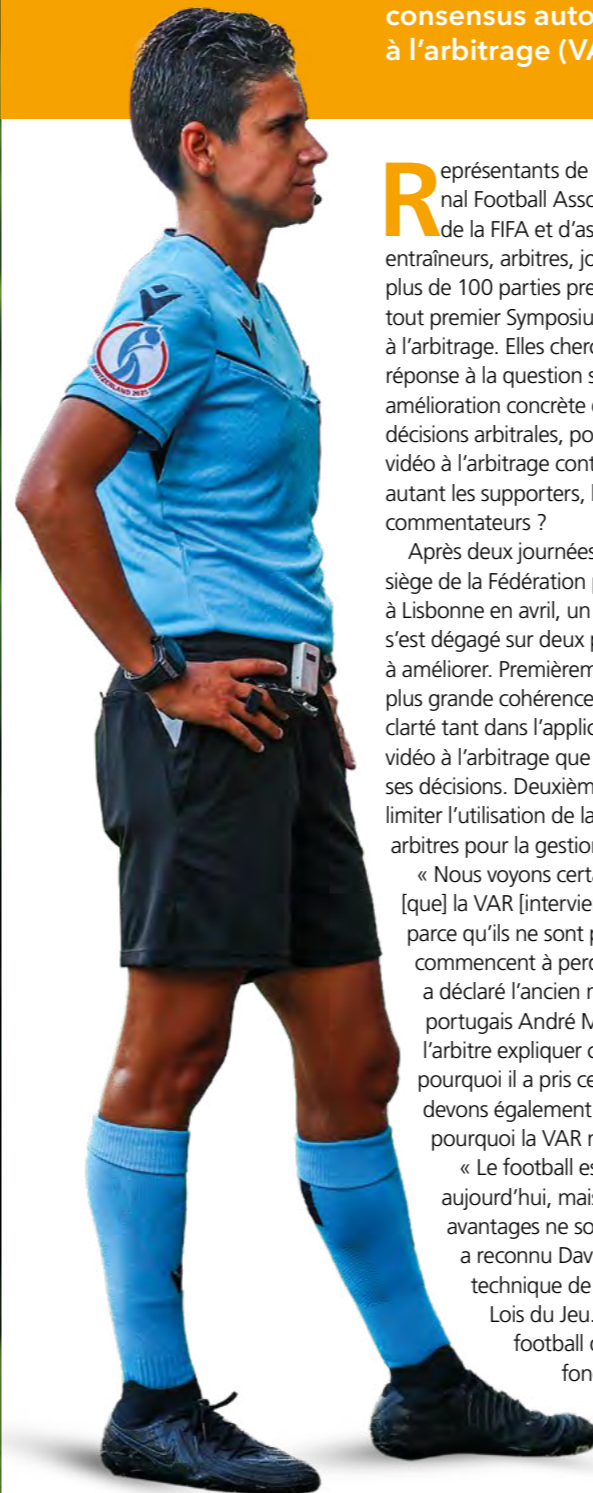 consensus auto
à l'arbitrage (VA
Représentants de
nal Football Asso
de la FIFA et d'as
entraîneurs, arbitres, jo
plus de 100 parties pre
tout premier Symposiu
à l'arbitrage. Elles cherc
réponse à la question s
amélioration concrète d
décisions arbitrales, po
vidéo à l'arbitrage cont
autant les supporters, l
commentateurs ?
Après deux journées
siège de la Fédération p
à Lisbonne en avril, un
s'est dégagé sur deux p
à améliorer. Premièrem
plus grande cohérence
clarté tant dans l'applic
vidéo à l'arbitrage que
ses décisions. Deuxièm
limiter l'utilisation de la
arbitres pour la gestion
« Nous voyons certa
[que] la VAR [intervie
parce qu'ils ne sont p
commencent à perd
a déclaré l'ancien m
portugais André M
l'arbitre expliquer c
pourquoi il a pris ce
devons également
pourquoi la VAR n
« Le football es
aujourd'hui, mais
avantages ne so
a reconnu Dav
technique de
Lois du Jeu.
football c
fond
SWITZERLAND 2025